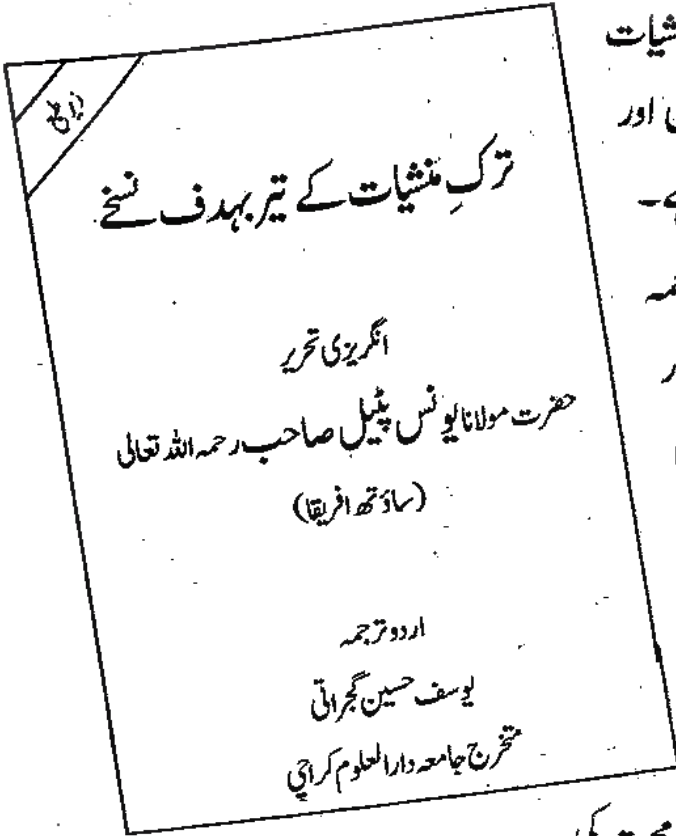 ترکِ منشیات کے تیر بہدف نسخے
انگریزی تحریر
حضرت مولانا یونس پٹیل صاحب رحمہ اللہ تعالی
(ساؤتھ افریقا)
اردو ترجمہ
یوسف حسین گجراتی
متخرج جامعہ دارالعلوم کراچی
اور